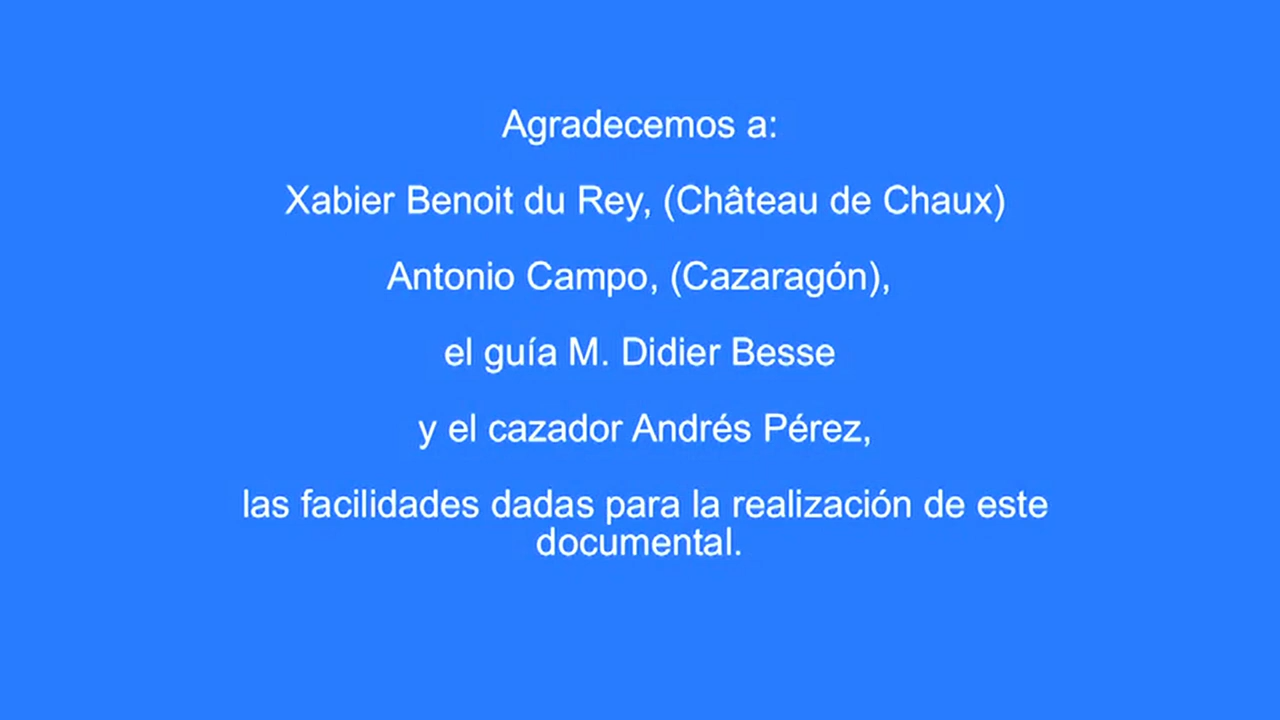 Agradecemos a:
Xabier Benoit du Rey, (Château de Chaux)
Antonio Campo, (Cazaragón),
el guía M. Didier Besse
y el cazador Andrés Pérez,
las facilidades dadas para la realización de este
documental.